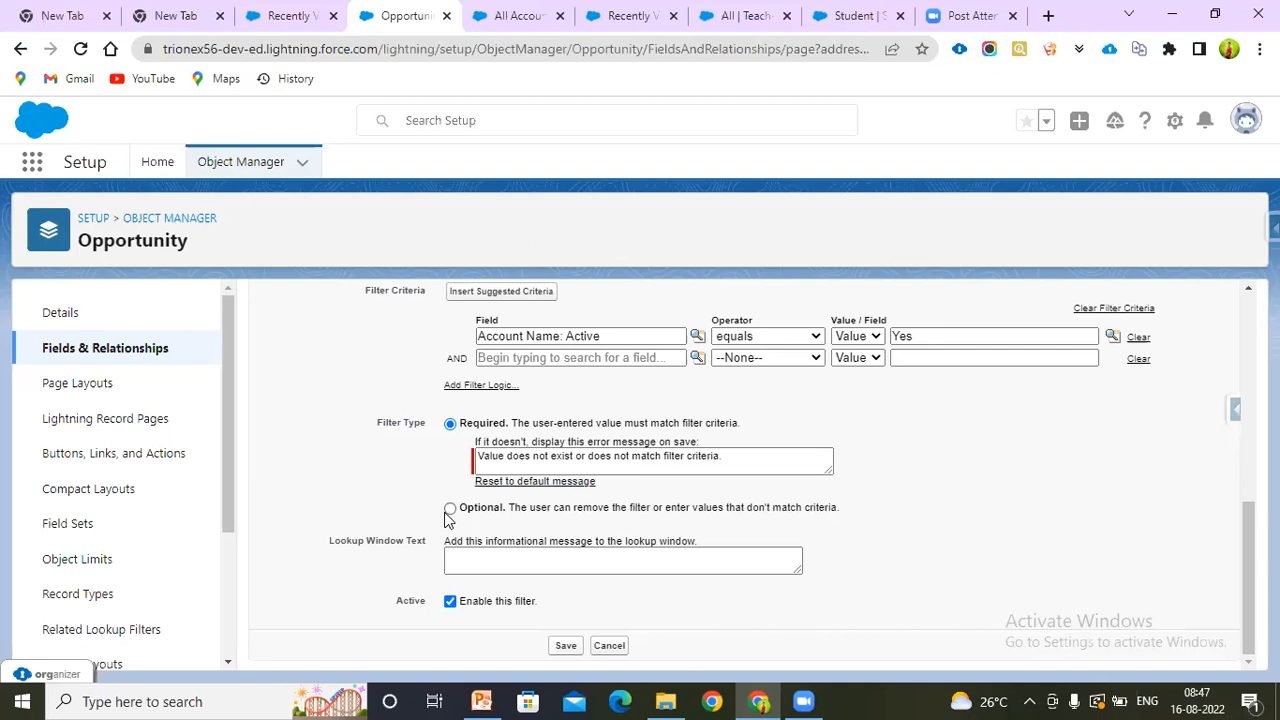 New Tab
New Tab
Recently V
Opportuni
All Accou
Recently V
All | Teach
Student | S
Post Atten
trionex56-dev-ed.lightning.force.com/lightning/setup/ObjectManager/Opportunity/FieldsAndRelationships/page?addres...
Gmail
YouTube
Maps
History
Search Setup
Setup
Home
Object Manager
SETUP > OBJECT MANAGER
Opportunity
Details
Fields & Relationships
Page Layouts
Lightning Record Pages
Buttons, Links, and Actions
Compact Layouts
Field Sets
Object Limits
Record Types
Related Lookup Filters
youts
organizer
Filter Criteria
Insert Suggested Criteria
Clear Filter Criteria
Field Operator Value / Field
Account Name: Active equals Value Yes Clear
AND Begin typing to search for a field... --None-- Value Clear
Add Filter Logic...
Filter Type Required. The user-entered value must match filter criteria.
If it doesn't, display this error message on save:
Value does not exist or does not match filter criteria.
Reset to default message
Optional. The user can remove the filter or enter values that don't match criteria.
Lookup Window Text Add this informational message to the lookup window.
Active Enable this filter.
Save Cancel
Activate Windows
Go to Settings to activate Windows.
Type here to search
26°C
ENG
08:47
16-08-2022